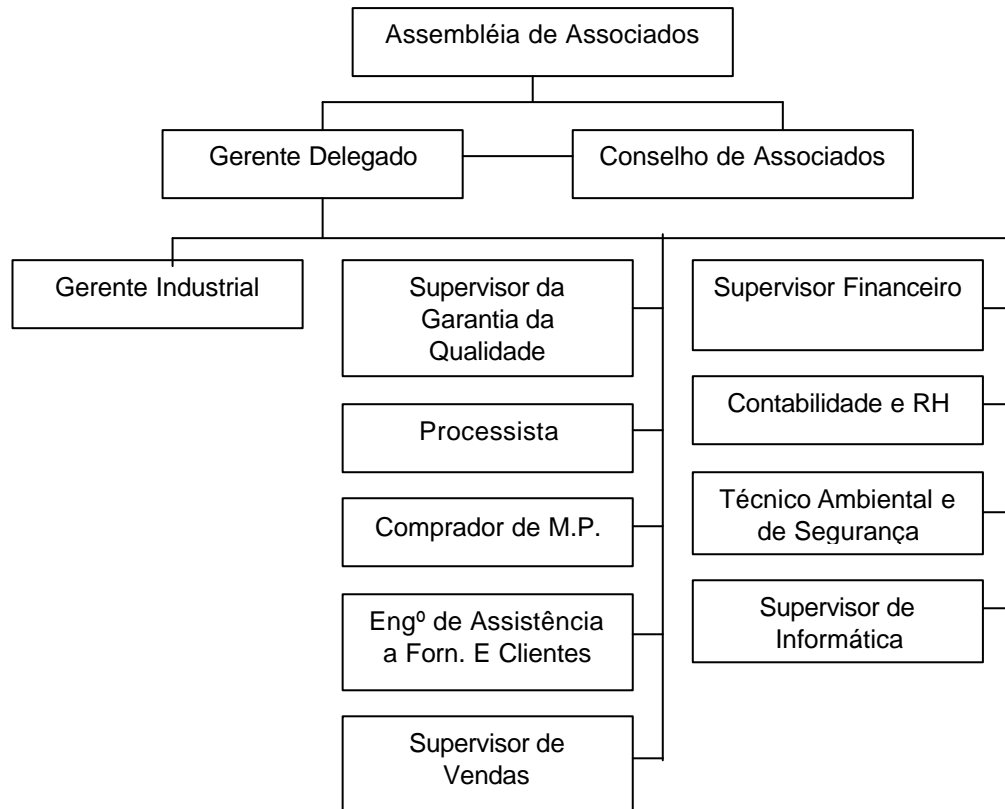 Assembléia de Associados
Gerente Delegado
Conselho de Associados
Gerente Industrial
Supervisor da
Garantia da
Qualidade
Processista
Comprador de M.P.
Engº de Assistência
a Forn. E Clientes
Supervisor de
Vendas
Supervisor Financeiro
Contabilidade e RH
Técnico Ambiental e
de Segurança
Supervisor de
Informática